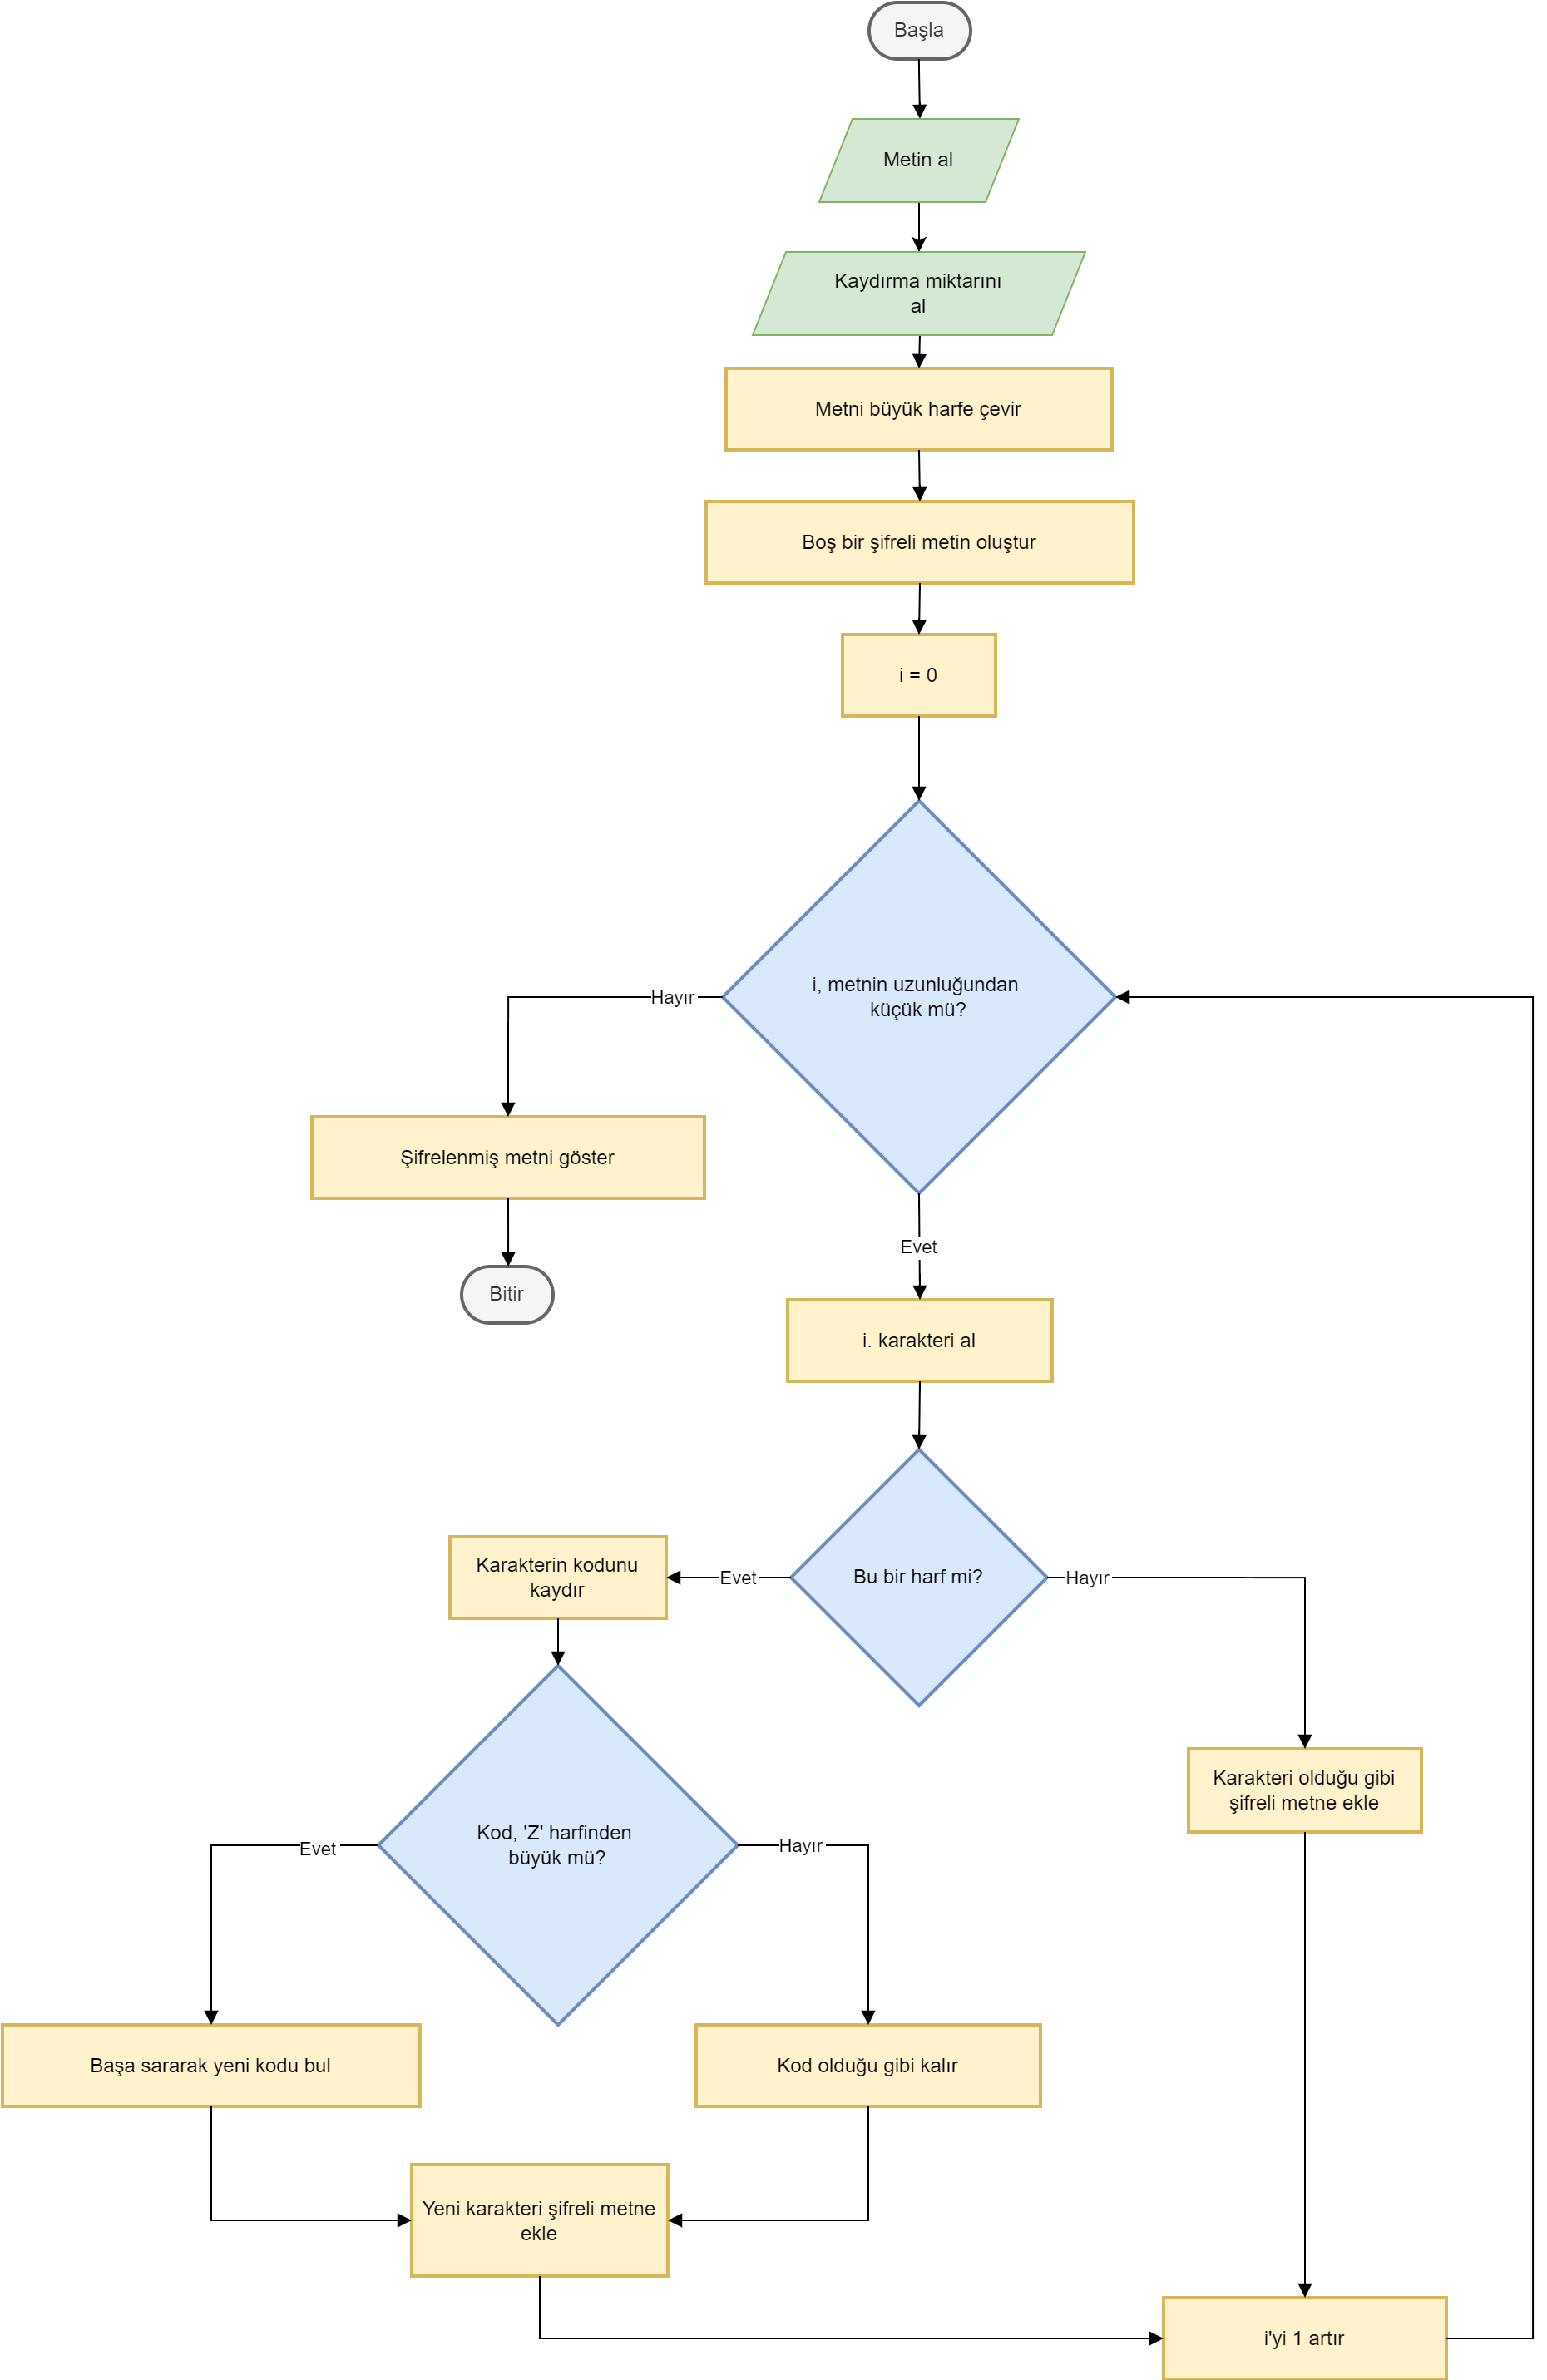 Başla
Metin al
Kaydırma miktarını
al
Metni büyük harfe çevir
Boş bir şifreli metin oluştur
i = 0
i, metnin uzunluğundan
küçük mü?
Hayır
Şifrelenmiş metni göster
Bitir
Evet
i. karakteri al
Bu bir harf mi?
Evet
Hayır
Karakterin kodunu
kaydır
Karakteri olduğu gibi
şifreli metne ekle
Kod, 'Z' harfinden
büyük mü?
Evet
Hayır
Başa sararak yeni kodu bul
Kod olduğu gibi kalır
Yeni karakteri şifreli metne
ekle
i'yi 1 artır